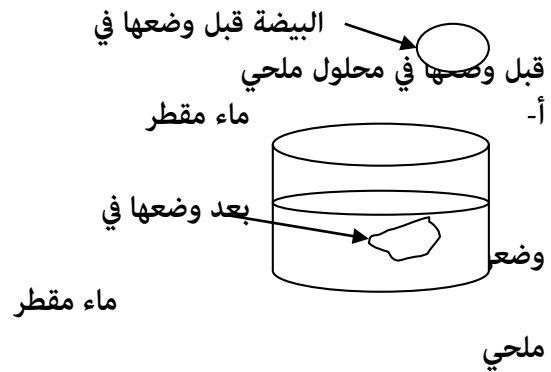 البيضة قبل وضعها في
قبل وضعها في محلول ملحي
أ- ماء مقطر
بعد وضعها في
ماء مقطر
ملحي